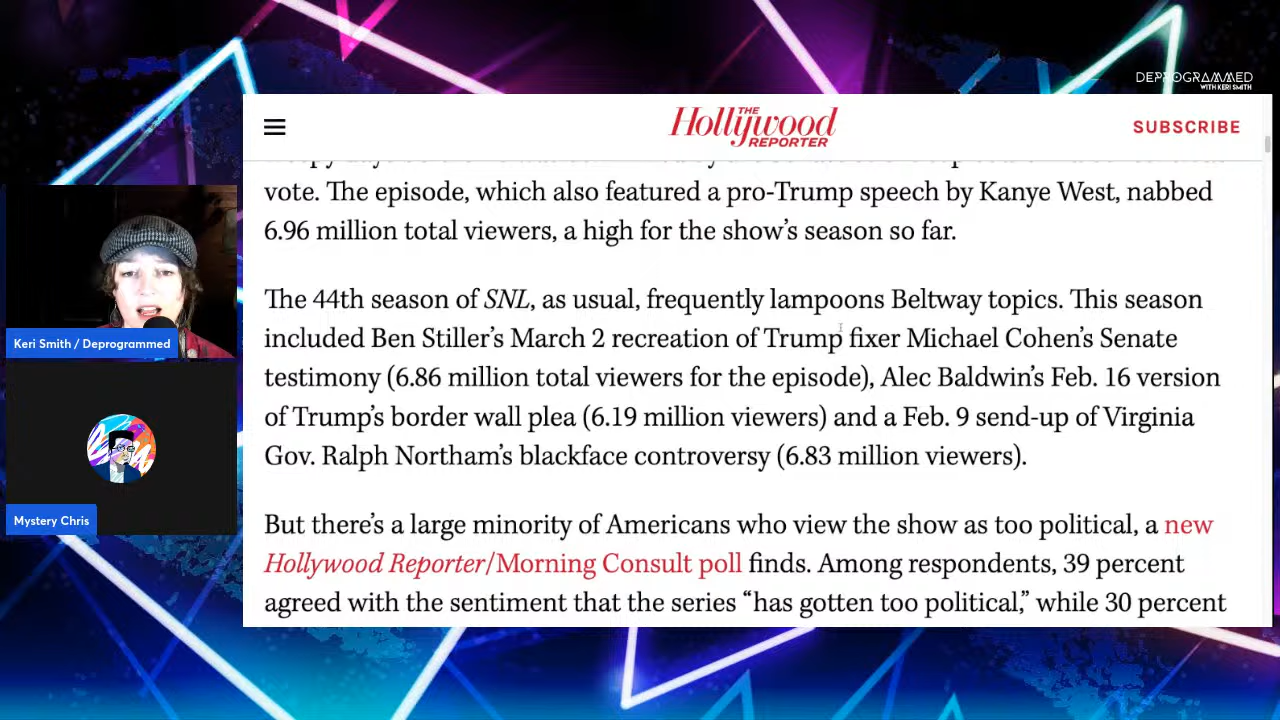 DEPROGRAMMED
WITH KERI SMITH
THE
Hollywood
REPORTER
SUBSCRIBE
vote. The episode, which also featured a pro-Trump speech by Kanye West, nabbed
6.96 million total viewers, a high for the show’s season so far.
The 44th season of SNL, as usual, frequently lampoons Beltway topics. This season
included Ben Stiller’s March 2 recreation of Trump fixer Michael Cohen’s Senate
testimony (6.86 million total viewers for the episode), Alec Baldwin’s Feb. 16 version
of Trump’s border wall plea (6.19 million viewers) and a Feb. 9 send-up of Virginia
Gov. Ralph Northam’s blackface controversy (6.83 million viewers).
But there’s a large minority of Americans who view the show as too political, a new
Hollywood Reporter/Morning Consult poll finds. Among respondents, 39 percent
agreed with the sentiment that the series “has gotten too political,” while 30 percent
Keri Smith / Deprogrammed
Mystery Chris